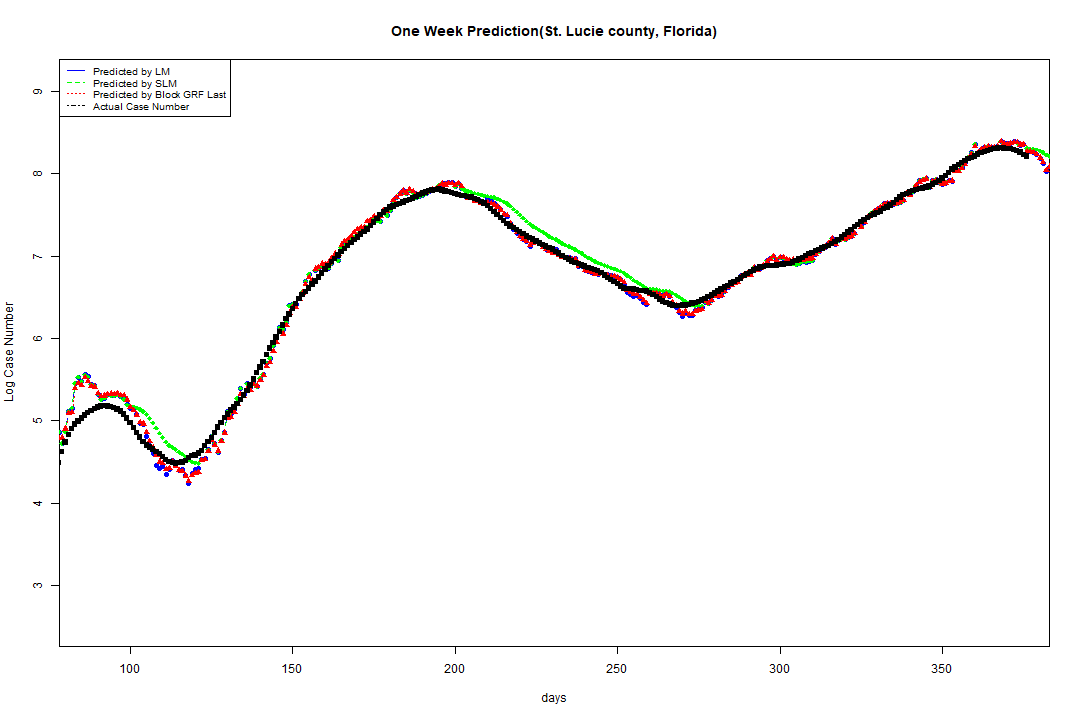 One Week Prediction(St. Lucie county, Florida)
Predicted by LM
Predicted by SLM
Predicted by Block GRF Last
Actual Case Number
9
8
7
6
5
4
3
Log Case Number
100 150 200 250 300 350
days